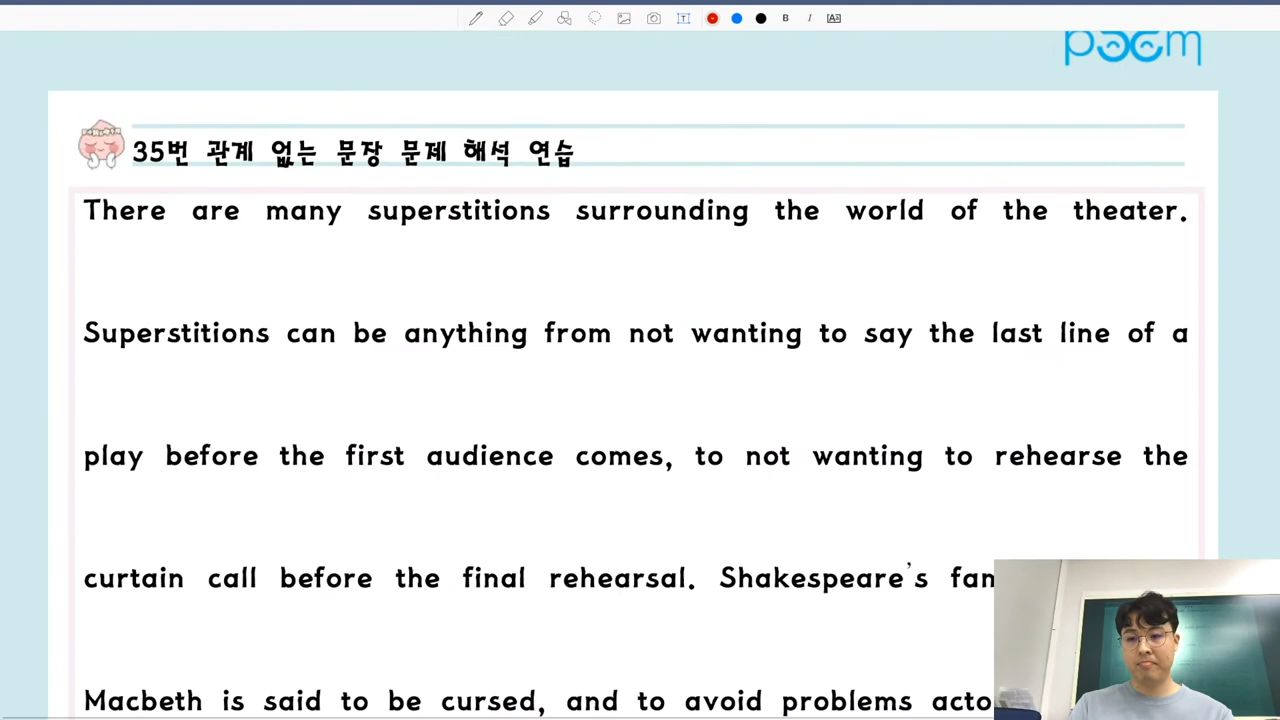 B I A
35번 관계 없는 문장 문제 해석 연습
There are many superstitions surrounding the world of the theater.
Superstitions can be anything from not wanting to say the last line of a
play before the first audience comes, to not wanting to rehearse the
curtain call before the final rehearsal. Shakespeare's
Macbeth is said to be cursed, and to avoid problems